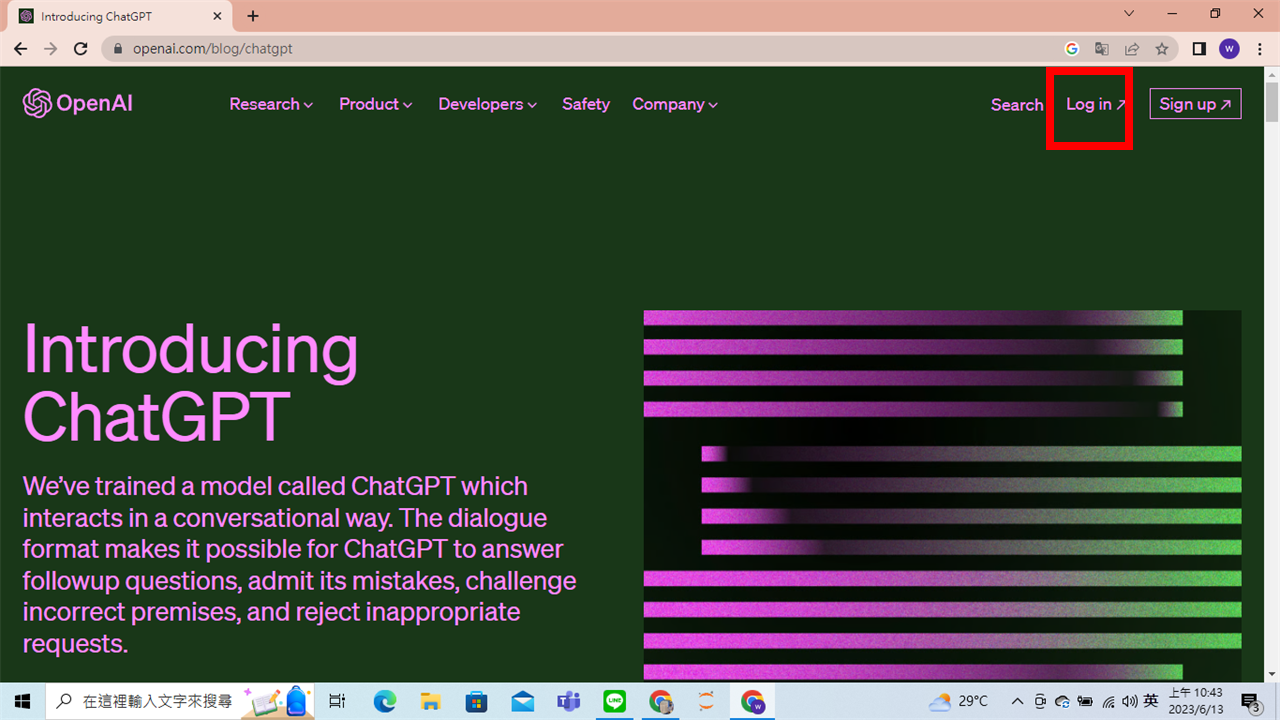 Introducing ChatGPT
openai.com/blog/chatgpt
W
OpenAI
Research
Product
Developers
Safety
Company
Search
Log in ↗
Sign up ↗
Introducing
ChatGPT
We’ve trained a model called ChatGPT which
interacts in a conversational way. The dialogue
format makes it possible for ChatGPT to answer
followup questions, admit its mistakes, challenge
incorrect premises, and reject inappropriate
requests.
在這裡輸入文字來搜尋
LINE
W
29°C
英
上午 10:43
2023/6/13
3